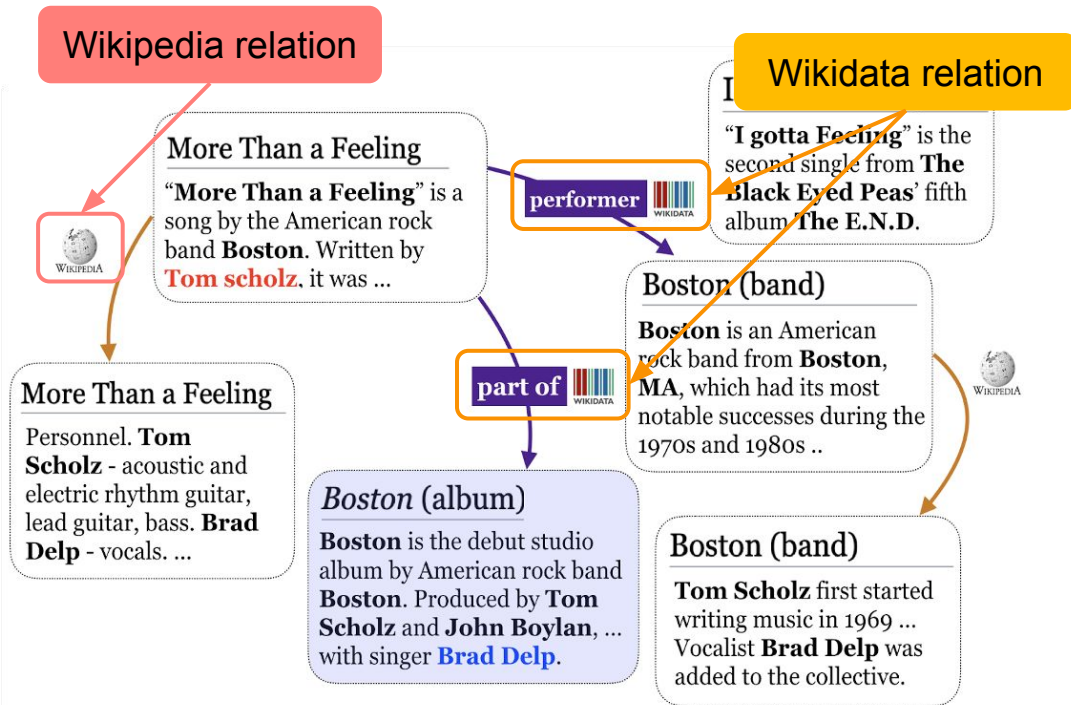 Wikipedia relation
Wikidata relation
I
“I gotta Feeling” is the
second single from The
Black Eyed Peas’ fifth
album The E.N.D.
More Than a Feeling
“More Than a Feeling” is a
song by the American rock
band Boston. Written by
Tom scholz, it was ...
performer
WIKIDATA
WIKIPEDIA
Boston (band)
Boston is an American
rock band from Boston,
MA, which had its most
notable successes during the
1970s and 1980s ..
part of
WIKIDATA
WIKIPEDIA
More Than a Feeling
Personnel. Tom
Scholz - acoustic and
electric rhythm guitar,
lead guitar, bass. Brad
Delp - vocals. ...
Boston (album)
Boston is the debut studio
album by American rock band
Boston. Produced by Tom
Scholz and John Boylan, ...
with singer Brad Delp.
Boston (band)
Tom Scholz first started
writing music in 1969 ...
Vocalist Brad Delp was
added to the collective.